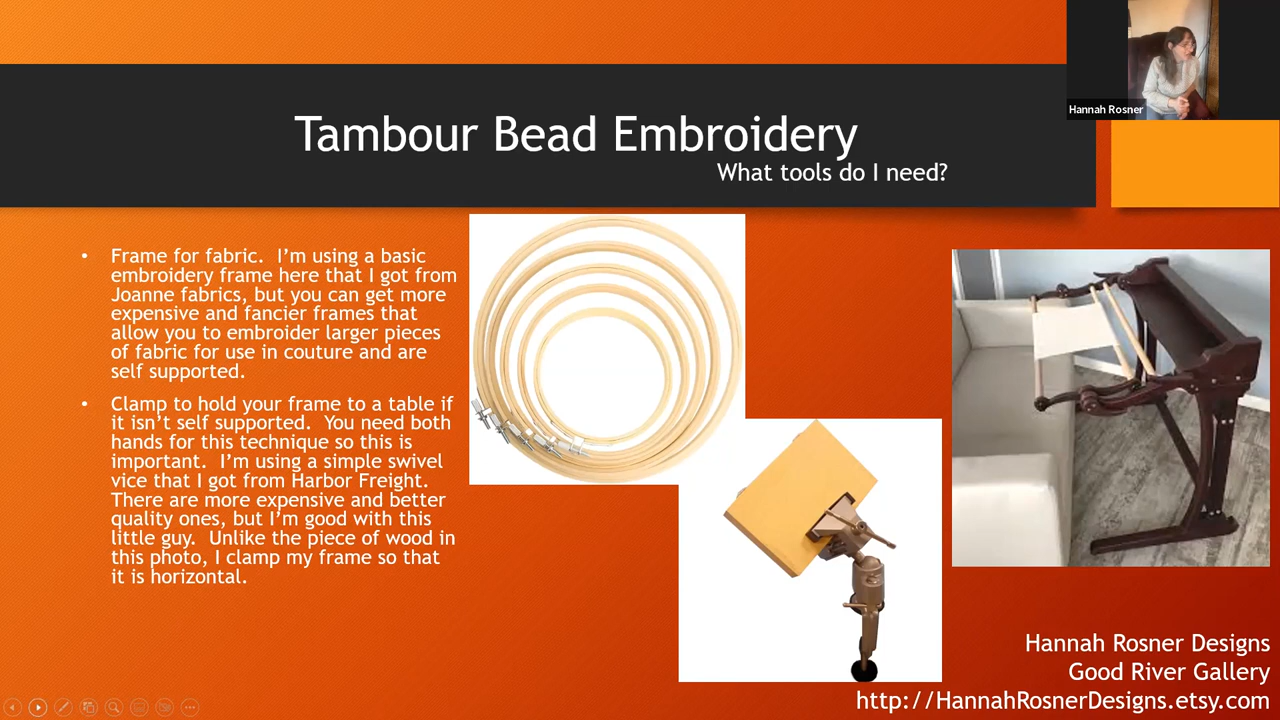 Hannah Rosner
Tambour Bead Embroidery
What tools do I need?
• Frame for fabric.  I'm using a basic
embroidery frame here that I got from
Joanne fabrics, but you can get more
expensive and fancier frames that
allow you to embroider larger pieces
of fabric for use in couture and are
self supported.
• Clamp to hold your frame to a table if
it isn't self supported.  You need both
hands for this technique so this is
important.  I'm using a simple swivel
vice that I got from Harbor Freight.
There are more expensive and better
quality ones, but I'm good with this
little guy.  Unlike the piece of wood in
this photo, I clamp my frame so that
it is horizontal.
Hannah Rosner Designs
Good River Gallery
http://HannahRosnerDesigns.etsy.com